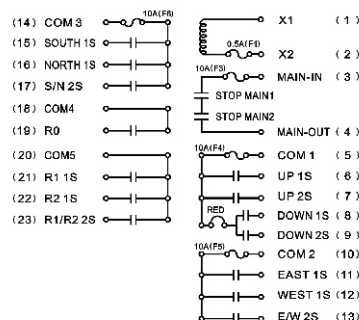 10A(F6)
(14) COM 3
(15) SOUTH 1S
(16) NORTH 1S
(17) S/N 2S
(18) COM4
(19) R0
(20) COM5
(21) R1 1S
(22) R2 1S
(23) R1/R2 2S
X1 (1)
0.5A(F1)
X2 (2)
10A(F3)
MAIN-IN (3)
STOP MAIN1
STOP MAIN2
MAIN-OUT (4)
10A(F4)
COM 1 (5)
UP 1S (6)
UP 2S (7)
RED
DOWN 1S (8)
DOWN 2S (9)
10A(F5)
COM 2 (10)
EAST 1S (11)
WEST 1S (12)
E/W 2S (13)